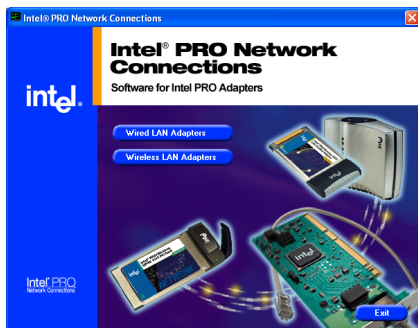 Intel® PRO Network Connections
Intel® PRO Network
Connections
Software for Intel PRO Adapters
intel®
Wired LAN Adapters
Wireless LAN Adapters
intel
Intel® PRO
Network Connections
Exit